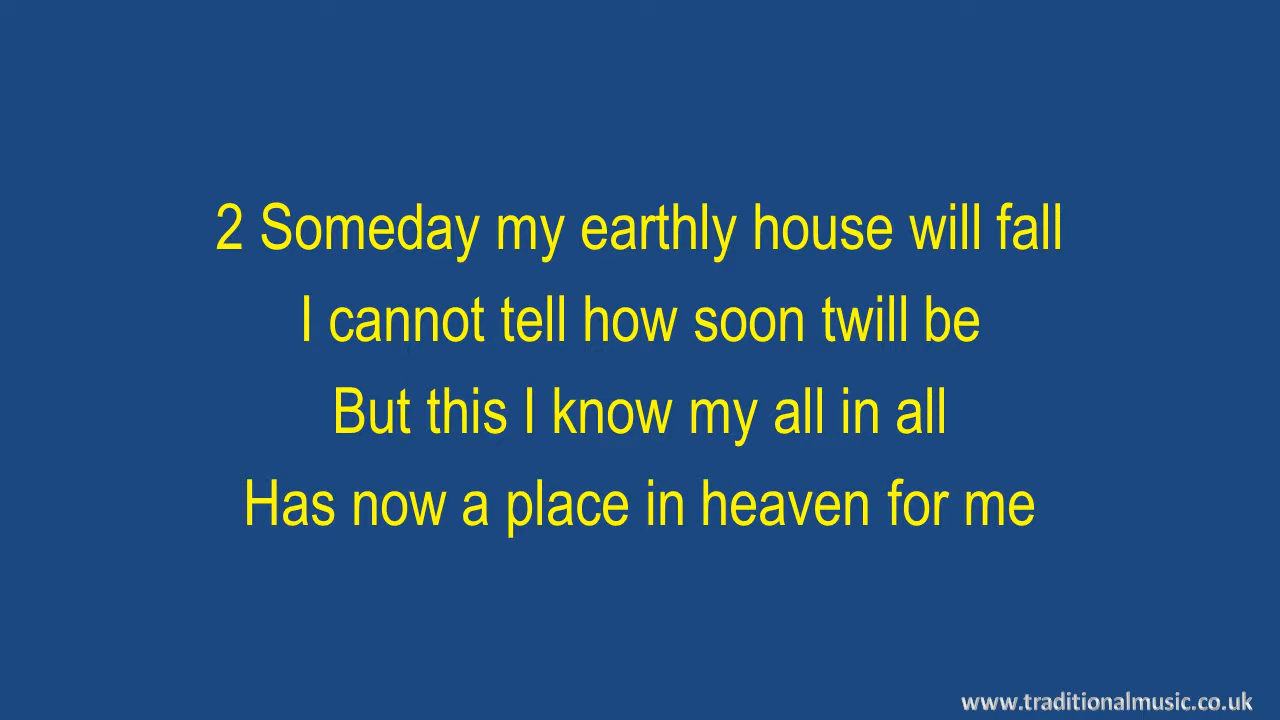 2 Someday my earthly house will fall
I cannot tell how soon twill be
But this I know my all in all
Has now a place in heaven for me
www.traditionalmusic.co.uk